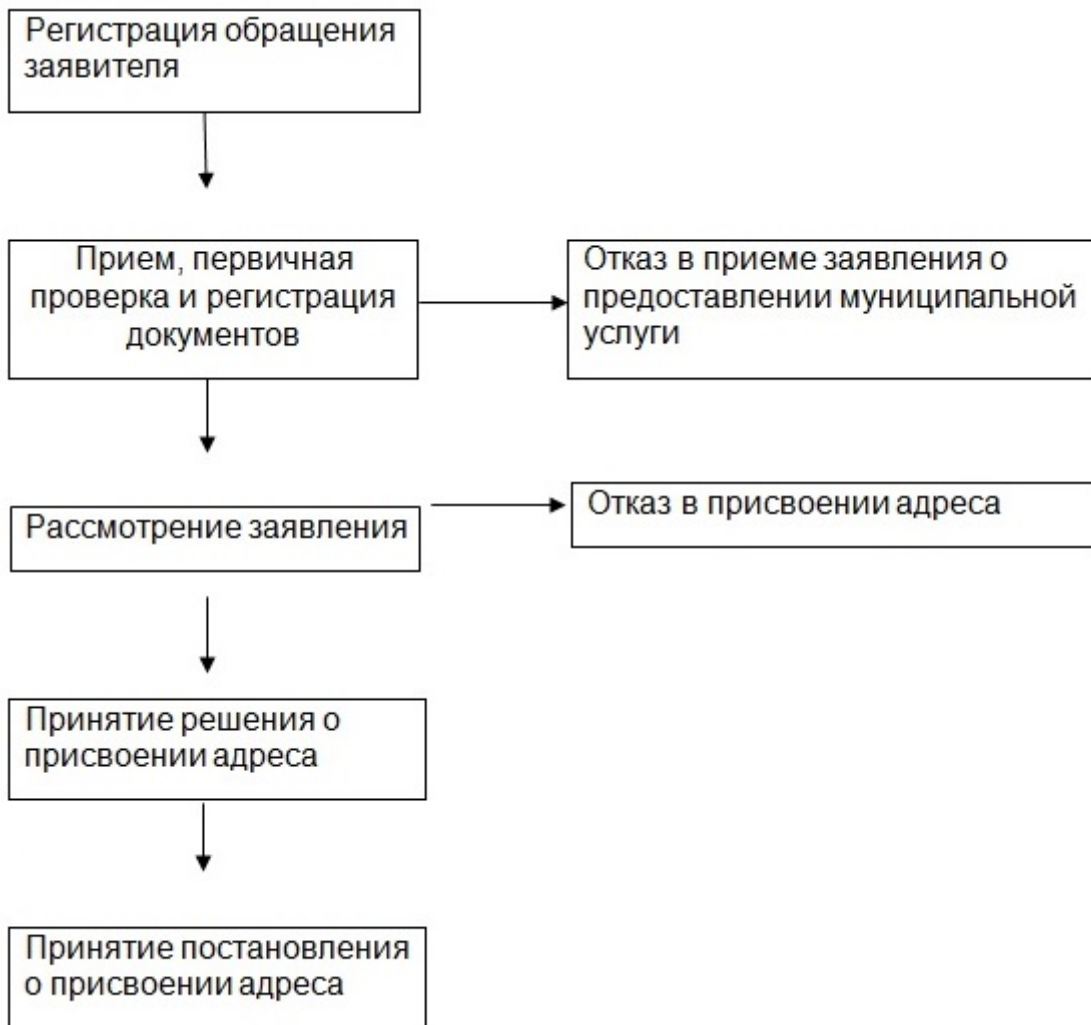 Регистрация обращения
заявителя
Прием, первичная
проверка и регистрация
документов
Отказ в приеме заявления о
предоставлении муниципальной
услуги
Рассмотрение заявления
Отказ в присвоении адреса
Принятие решения о
присвоении адреса
Принятие постановления
о присвоении адреса